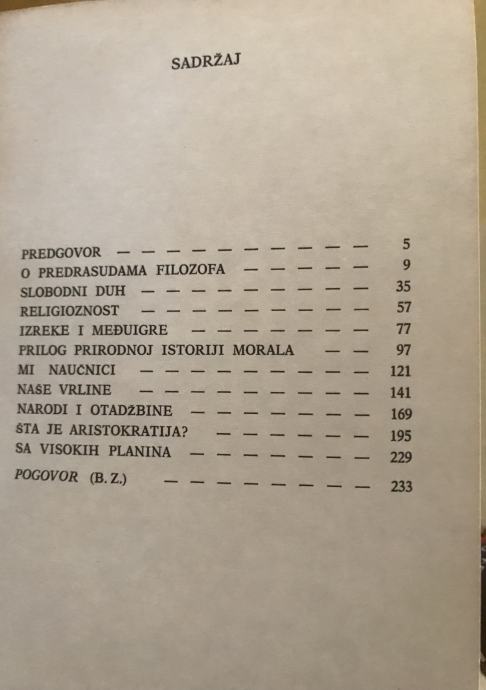 SADRŽAJ
PREDGOVOR — — — — — — — — — — — 5
O PREDRASUDAMA FILOZOFA — — — — — — 9
SLOBODNI DUH — — — — — — — — — — 35
RELIGIOZNOST — — — — — — — — — — 57
IZREKE I MEĐUIGRE — — — — — — — — 77
PRILOG PRIRODNOJ ISTORIJI MORALA — — 97
MI NAUČNICI — — — — — — — — — — 121
NAŠE VRLINE — — — — — — — — — — 141
NARODI I OTADŽBINE — — — — — — — — 169
ŠTA JE ARISTOKRATIJA? — — — — — — — 195
SA VISOKIH PLANINA — — — — — — — — 229
POGOVOR (B. Z.) — — — — — — — — — 233